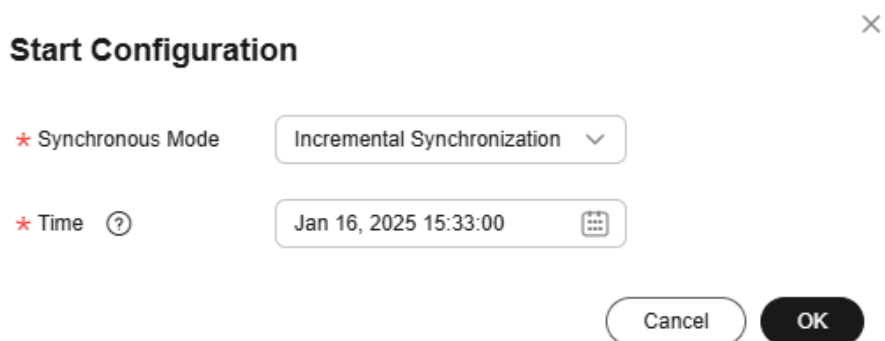 Start Configuration
* Synchronous Mode Incremental Synchronization
* Time ? Jan 16, 2025 15:33:00
Cancel OK